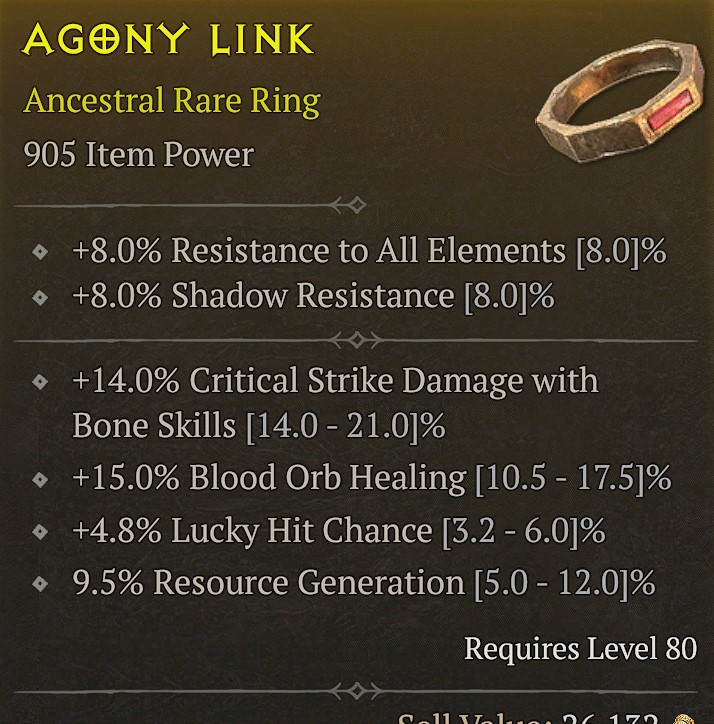 AGONY LINK
Ancestral Rare Ring
905 Item Power
+8.0% Resistance to All Elements [8.0]%
+8.0% Shadow Resistance [8.0]%
+14.0% Critical Strike Damage with
Bone Skills [14.0 - 21.0]%
+15.0% Blood Orb Healing [10.5 - 17.5]%
+4.8% Lucky Hit Chance [3.2 - 6.0]%
9.5% Resource Generation [5.0 - 12.0]%
Requires Level 80
Sell Value: